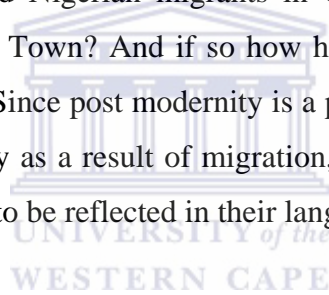 d Nigerian migrants in
Town? And if so how h
Since post modernity is a p
y as a result of migration,
to be reflected in their lang
UNIVERSITY of the
WESTERN CAPE